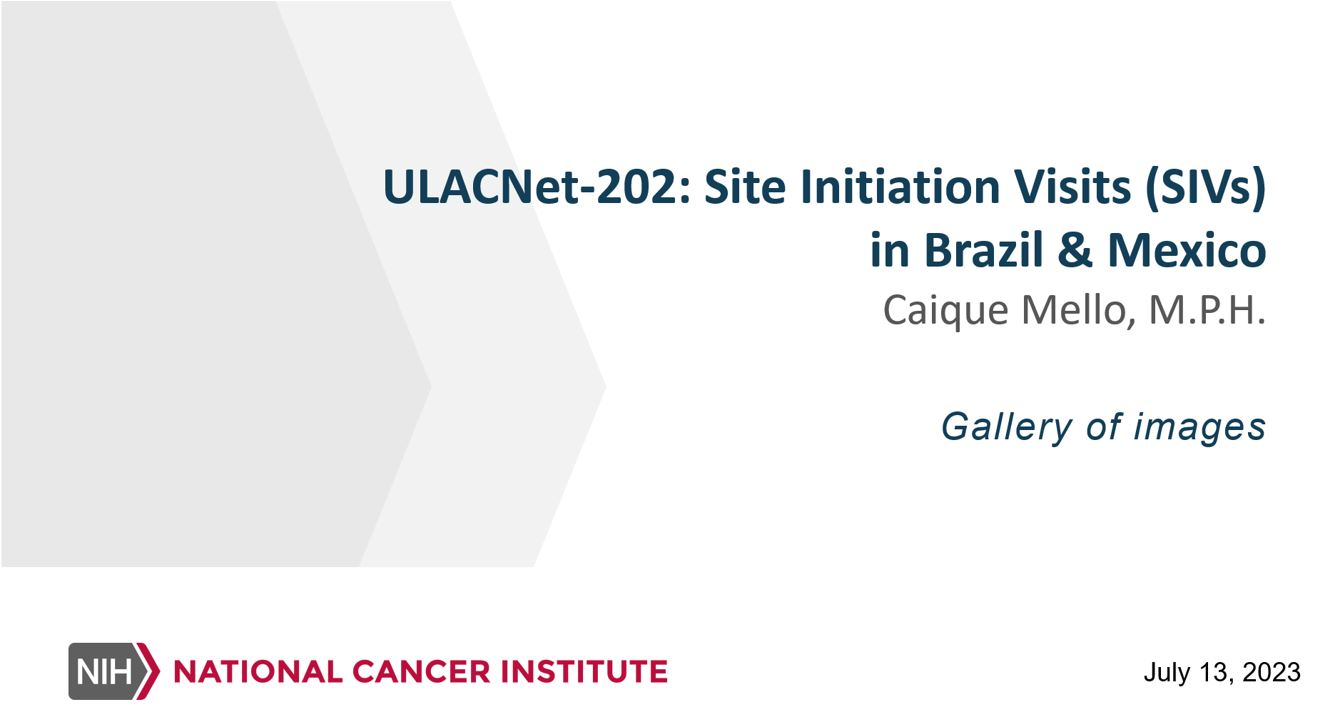 ULACNet-202: Site Initiation Visits (SIVs)
in Brazil & Mexico
Caique Mello, M.P.H.
Gallery of images
NIH NATIONAL CANCER INSTITUTE
July 13, 2023